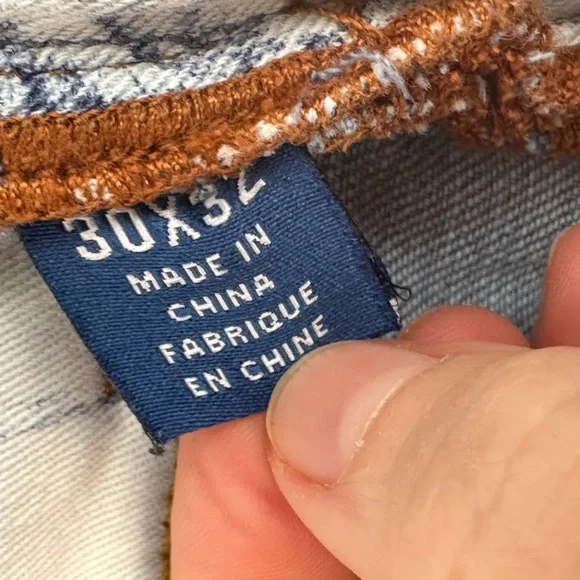 30X32
MADE IN
CHINA
FABRIQUE
EN CHINE